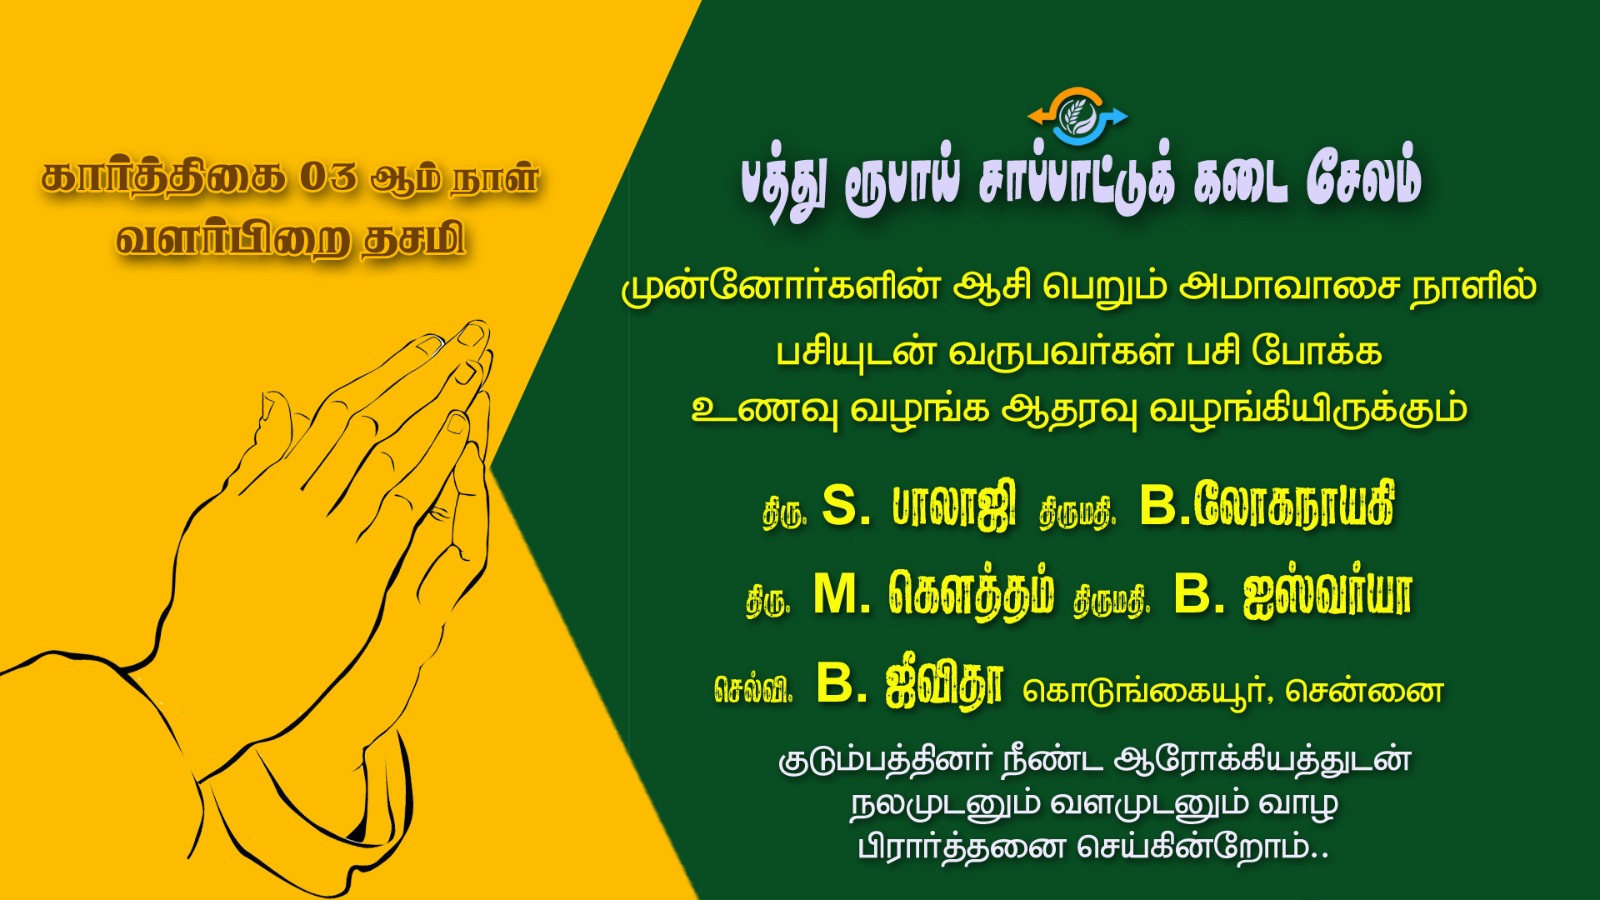 கார்த்திகை 03 ஆம் நாள்
வளர்பிறை தசமி
பத்து ரூபாய் சாப்பாட்டுக் கடை சேலம்
முன்னோர்களின் ஆசி பெறும் அமாவாசை நாளில்
பசியுடன் வருபவர்கள் பசி போக்க
உணவு வழங்க ஆதரவு வழங்கியிருக்கும்
திரு. S. பாலாஜி திருமதி. B.லோகநாயகி
திரு. M. கௌத்தம் திருமதி. B. ஐஸ்வர்யா
செல்வி. B. ஜீவிதா கொடுங்கையூர், சென்னை
குடும்பத்தினர் நீண்ட ஆரோக்கியத்துடன்
நலமுடனும் வளமுடனும் வாழ
பிரார்த்தனை செய்கின்றோம்..